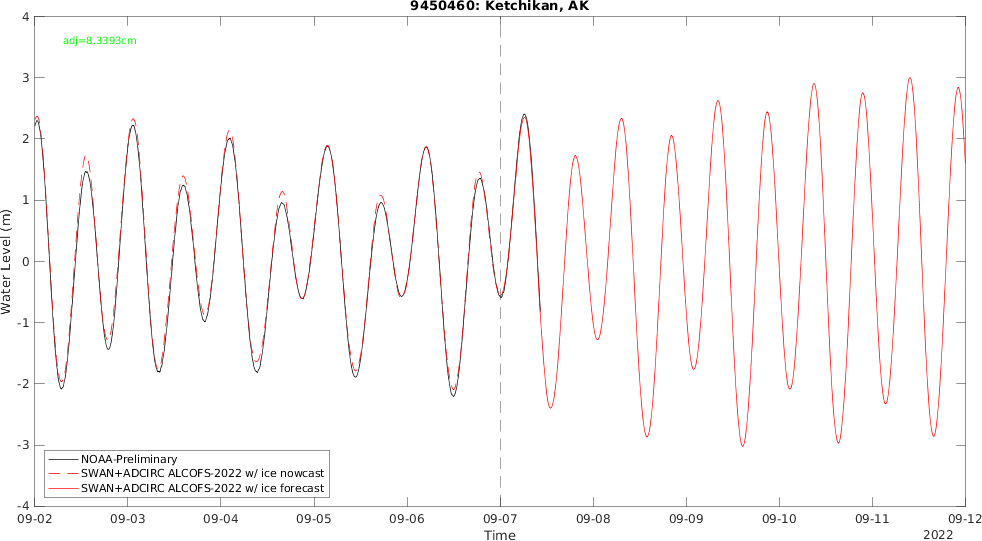 9450460: Ketchikan, AK
adj=8.3393cm
4
3
2
1
0
-1
-2
-3
-4
Water Level (m)
NOAA-Preliminary
SWAN+ADCIRC ALCOFS-2022 w/ ice nowcast
SWAN+ADCIRC ALCOFS-2022 w/ ice forecast
09-02 09-03 09-04 09-05 09-06 09-07 09-08 09-09 09-10 09-11 09-12
Time
2022